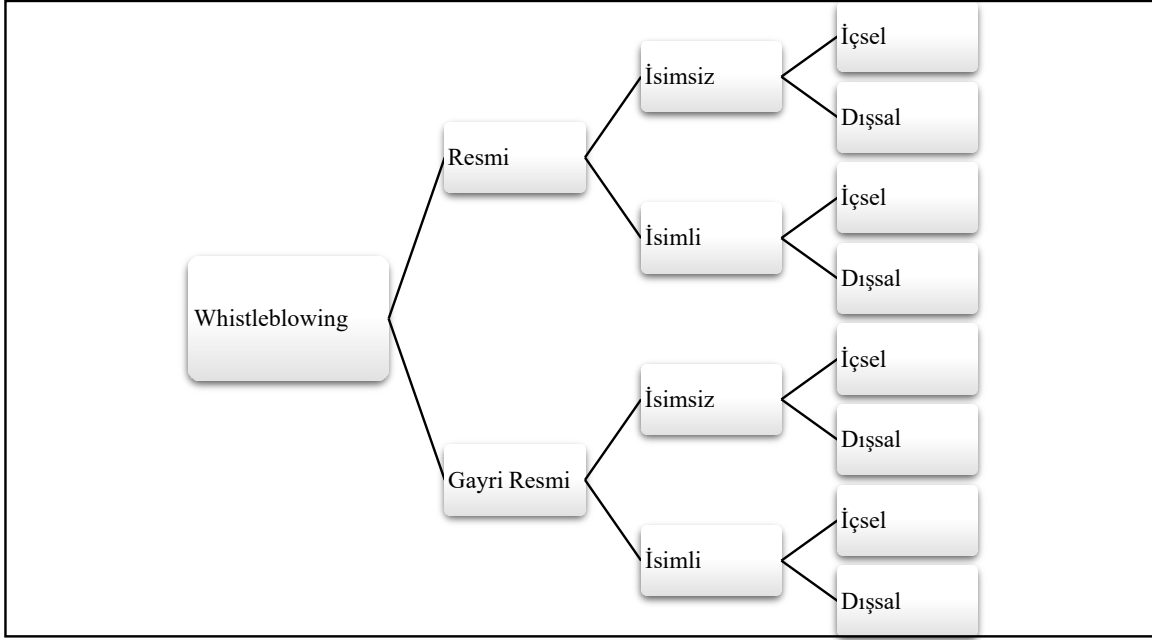 Whistleblowing
Resmi
İsimsiz
İçsel
Dışsal
İsimli
İçsel
Dışsal
Gayri Resmi
İsimsiz
İçsel
Dışsal
İsimli
İçsel
Dışsal